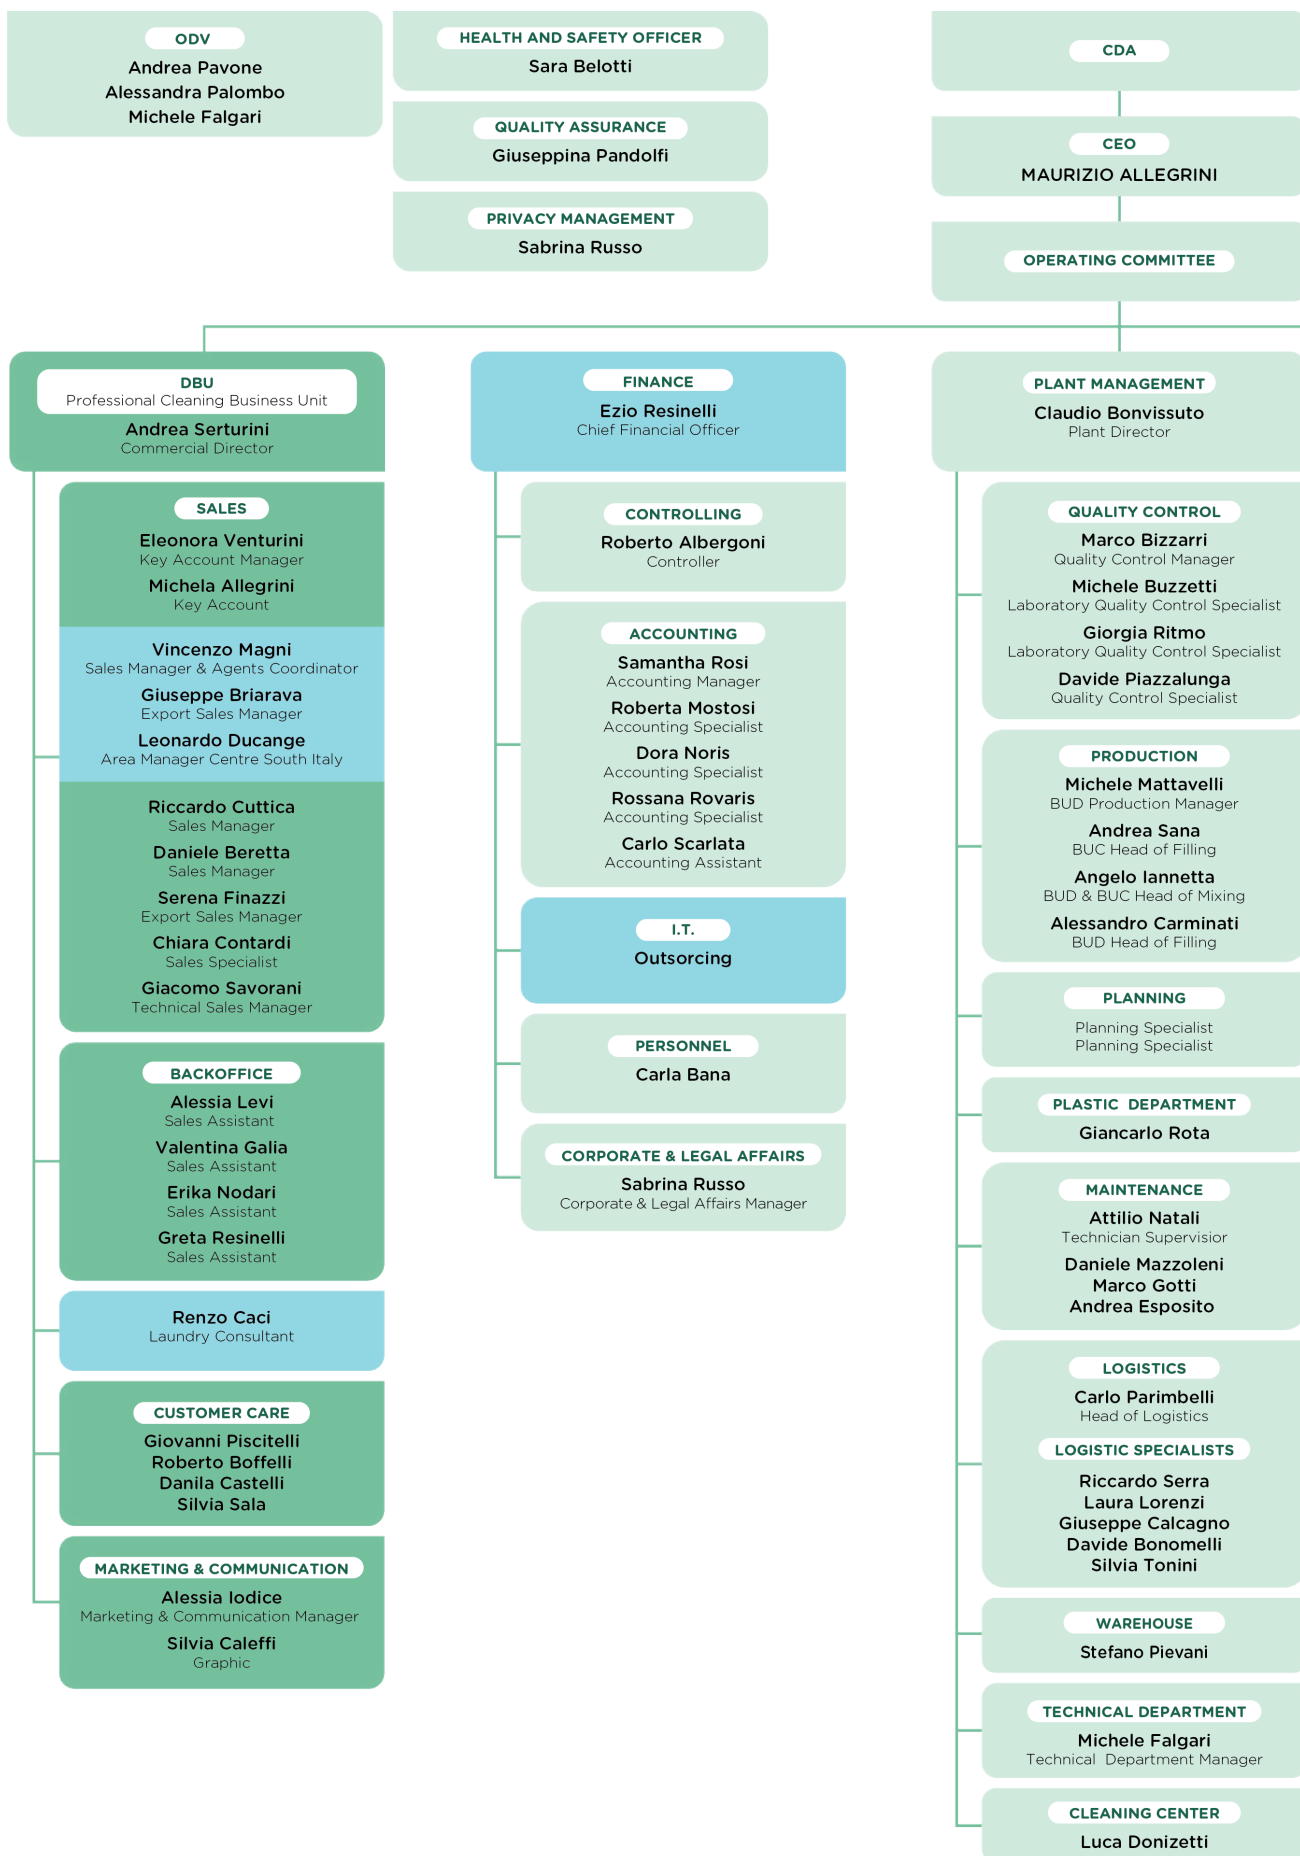 ODV
Andrea Pavone
Alessandra Palombo
Michele Falgari
HEALTH AND SAFETY OFFICER
Sara Belotti
QUALITY ASSURANCE
Giuseppina Pandolfi
PRIVACY MANAGEMENT
Sabrina Russo
CDA
CEO
MAURIZIO ALLEGRINI
OPERATING COMMITTEE
DBU
Professional Cleaning Business Unit
Andrea Serturini
Commercial Director
SALES
Eleonora Venturini
Key Account Manager
Michela Allegrini
Key Account
Vincenzo Magni
Sales Manager & Agents Coordinator
Giuseppe Briarava
Export Sales Manager
Leonardo Ducange
Area Manager Centre South Italy
Riccardo Cuttica
Sales Manager
Daniele Beretta
Sales Manager
Serena Finazzi
Export Sales Manager
Chiara Contardi
Sales Specialist
Giacomo Savorani
Technical Sales Manager
BACKOFFICE
Alessia Levi
Sales Assistant
Valentina Galia
Sales Assistant
Erika Nodari
Sales Assistant
Greta Resinelli
Sales Assistant
Renzo Caci
Laundry Consultant
CUSTOMER CARE
Giovanni Piscitelli
Roberto Boffelli
Danila Castelli
Silvia Sala
MARKETING & COMMUNICATION
Alessia Iodice
Marketing & Communication Manager
Silvia Caleffi
Graphic
FINANCE
Ezio Resinelli
Chief Financial Officer
CONTROLLING
Roberto Albergoni
Controller
ACCOUNTING
Samantha Rosi
Accounting Manager
Roberta Mostosi
Accounting Specialist
Dora Noris
Accounting Specialist
Rossana Rovaris
Accounting Specialist
Carlo Scarlata
Accounting Assistant
I.T.
Outsorcing
PERSONNEL
Carla Bana
CORPORATE & LEGAL AFFAIRS
Sabrina Russo
Corporate & Legal Affairs Manager
PLANT MANAGEMENT
Claudio Bonvissuto
Plant Director
QUALITY CONTROL
Marco Bizzarri
Quality Control Manager
Michele Buzzetti
Laboratory Quality Control Specialist
Giorgia Ritmo
Laboratory Quality Control Specialist
Davide Piazzalunga
Quality Control Specialist
PRODUCTION
Michele Mattavelli
BUD Production Manager
Andrea Sana
BUC Head of Filling
Angelo Iannetta
BUD & BUC Head of Mixing
Alessandro Carminati
BUD Head of Filling
PLANNING
Planning Specialist
Planning Specialist
PLASTIC DEPARTMENT
Giancarlo Rota
MAINTENANCE
Attilio Natali
Technician Supervisior
Daniele Mazzoleni
Marco Gotti
Andrea Esposito
LOGISTICS
Carlo Parimbelli
Head of Logistics
LOGISTIC SPECIALISTS
Riccardo Serra
Laura Lorenzi
Giuseppe Calcagno
Davide Bonomelli
Silvia Tonini
WAREHOUSE
Stefano Pievani
TECHNICAL DEPARTMENT
Michele Falgari
Technical Department Manager
CLEANING CENTER
Luca Donizetti